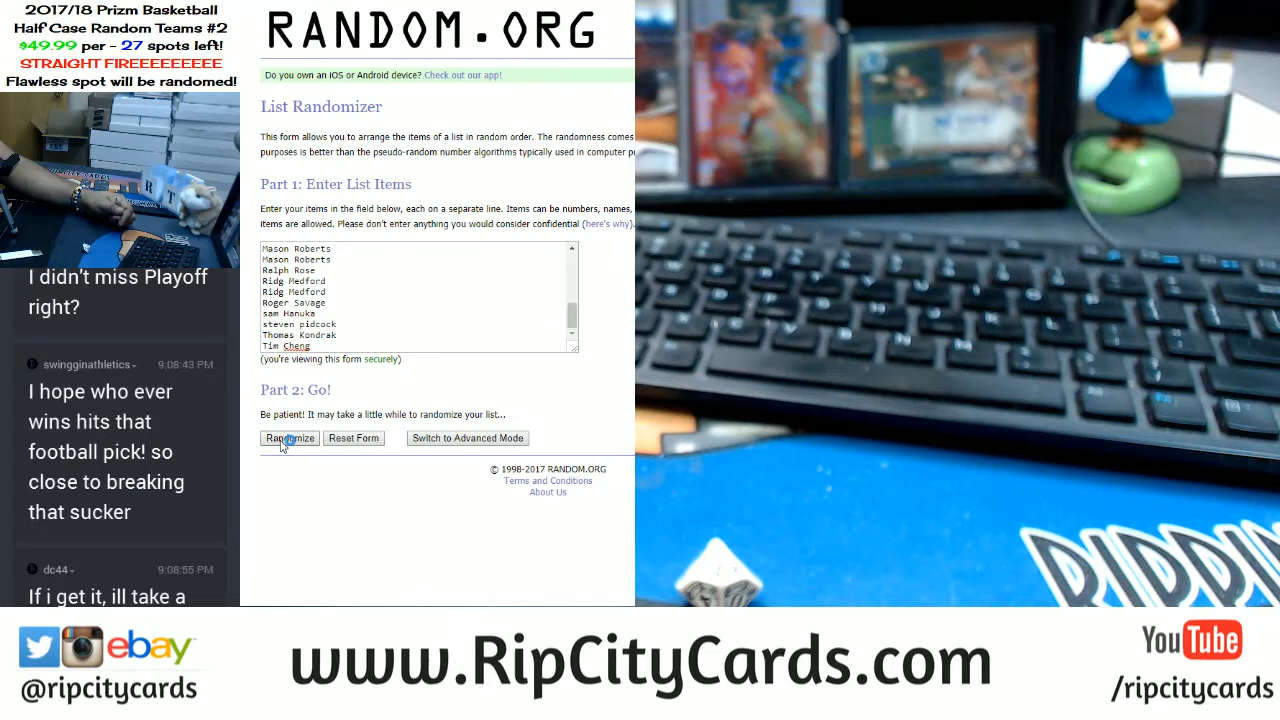 2017/18 Prizm Basketball
Half Case Random Teams #2
$49.99 per - 27 spots left!
STRAIGHT FIREEEEEEEEE
Flawless spot will be randomed!
R T
I didn't miss Playoff
right?
swingginathletics
9:08:43 PM
I hope who ever
wins hits that
football pick! so
close to breaking
that sucker
dc44
9:08:55 PM
If i get it, ill take a
RANDOM.ORG
Do you own an iOS or Android device? Check out our app!
List Randomizer
This form allows you to arrange the items of a list in random order. The randomness comes
purposes is better than the pseudo-random number algorithms typically used in computer
Part 1: Enter List Items
Enter your items in the field below, each on a separate line. Items can be numbers, names,
items are allowed. Please don't enter anything you would consider confidential (here's why).
Mason Roberts
Mason Roberts
Ralph Rose
Ridg Medford
Ridg Medford
Roger Savage
sam Hanuka
steven pidcock
Thomas Kondrak
Tim Cheng
(you're viewing this form securely)
Part 2: Go!
Be patient! It may take a little while to randomize your list...
Randomize
Reset Form
Switch to Advanced Mode
© 1998-2017 RANDOM.ORG
Terms and Conditions
About Us
ebay
@ripcitycards
www.RipCityCards.com
YouTube
/ripcitycards